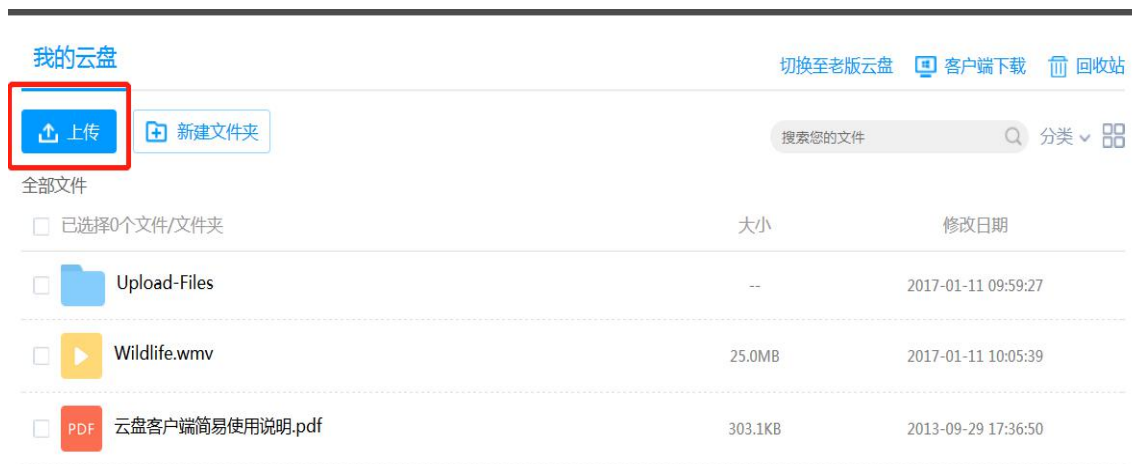 我的云盘
切换至老版云盘 客户端下载 回收站
上传 新建文件夹 搜索您的文件 分类
全部文件
已选择0个文件/文件夹 大小 修改日期
Upload-Files -- 2017-01-11 09:59:27
Wildlife.wmv 25.0MB 2017-01-11 10:05:39
PDF 云盘客户端简易使用说明.pdf 303.1KB 2013-09-29 17:36:50